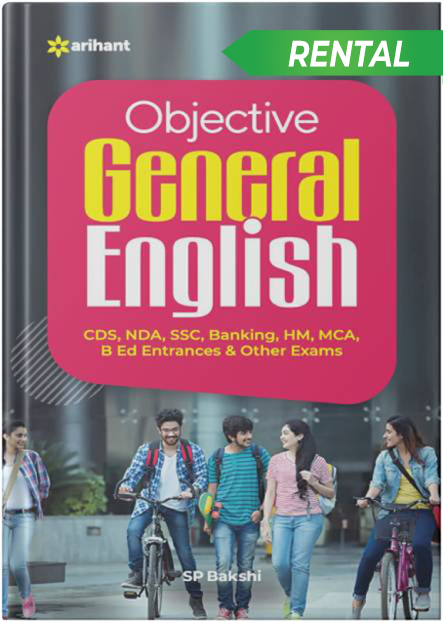 arihant
RENTAL
Objective
General
English
CDS, NDA, SSC, Banking, HM, MCA,
B Ed Entrances & Other Exams
SP Bakshi